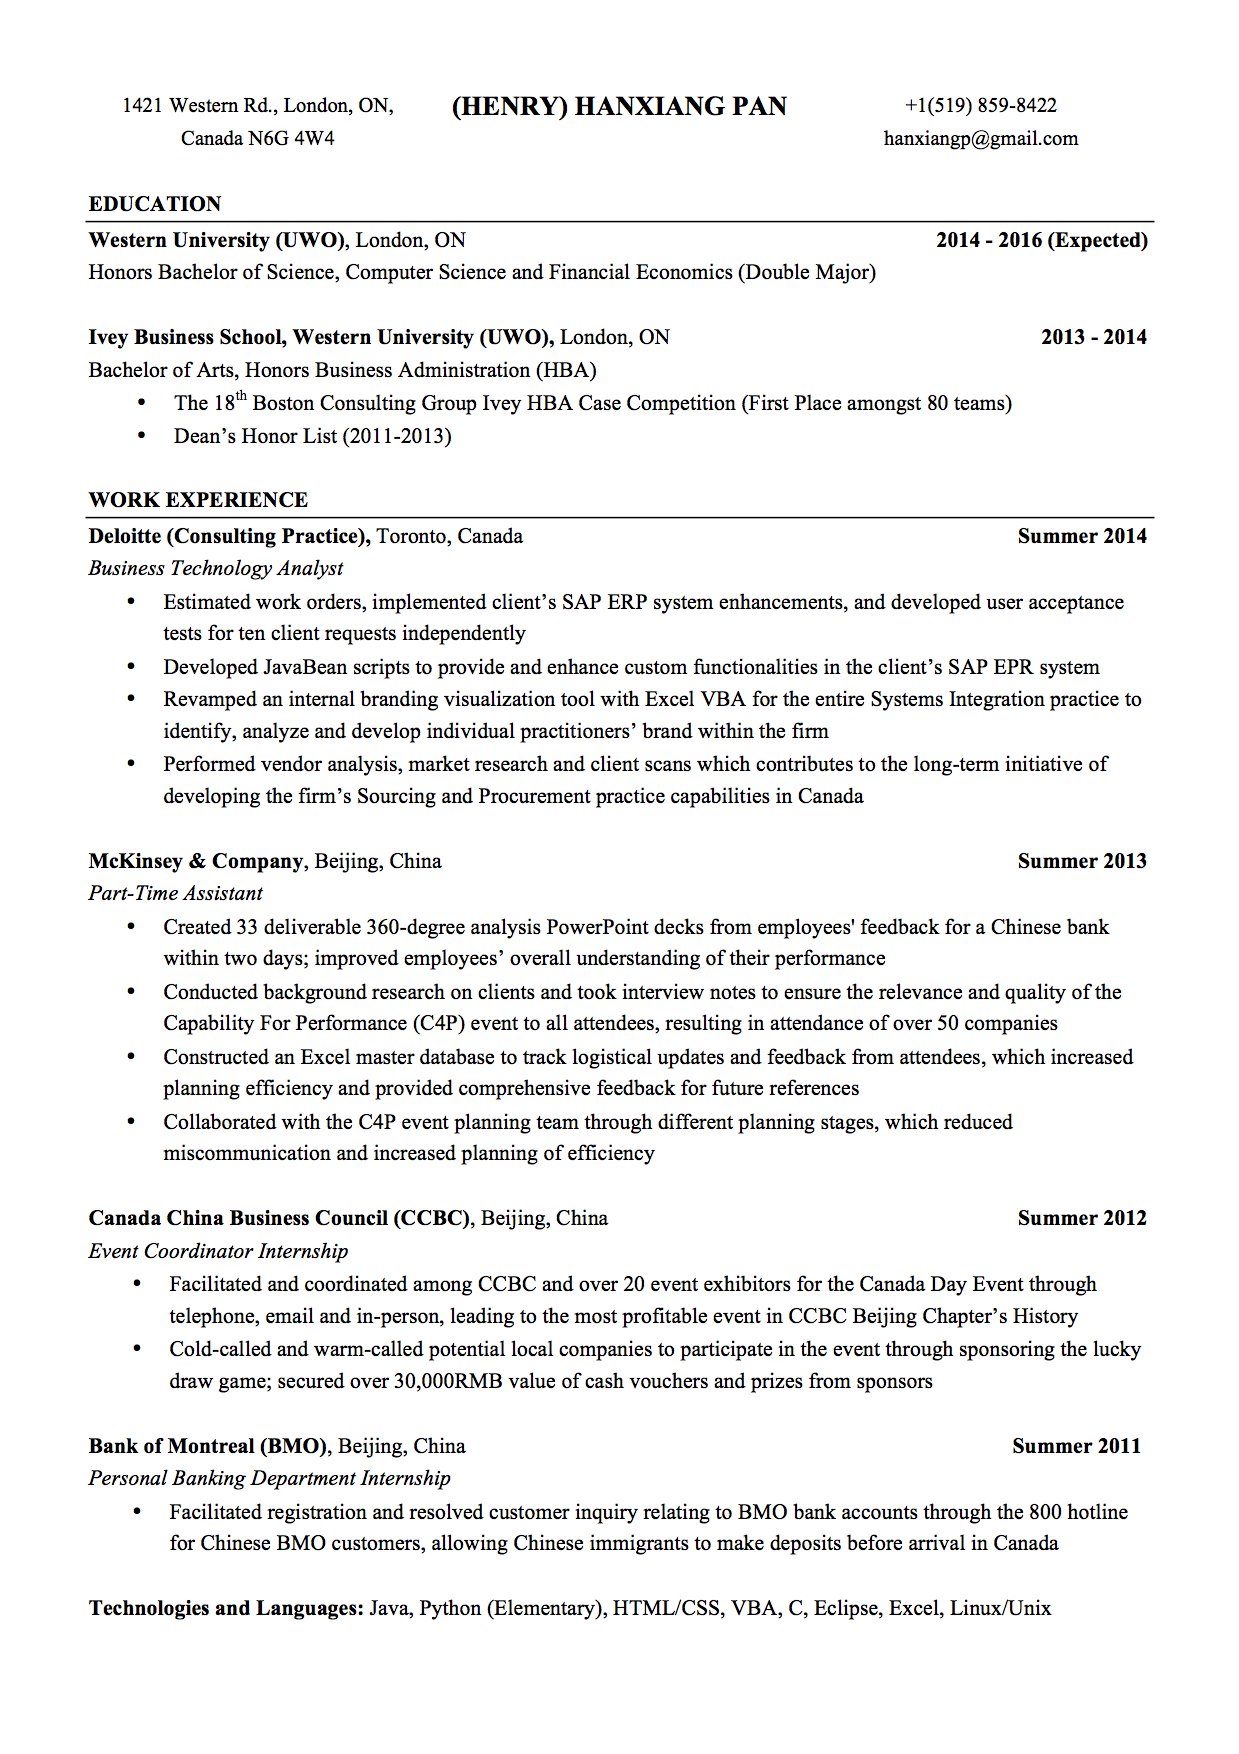 1421 Western Rd., London, ON, (HENRY) HANXIANG PAN +1(519) 859-8422
Canada N6G 4W4 hanxiangp@gmail.com
EDUCATION
Western University (UWO), London, ON 2014 - 2016 (Expected)
Honors Bachelor of Science, Computer Science and Financial Economics (Double Major)
Ivey Business School, Western University (UWO), London, ON 2013 - 2014
Bachelor of Arts, Honors Business Administration (HBA)
• The 18th Boston Consulting Group Ivey HBA Case Competition (First Place amongst 80 teams)
• Dean’s Honor List (2011-2013)
WORK EXPERIENCE
Deloitte (Consulting Practice), Toronto, Canada Summer 2014
Business Technology Analyst
• Estimated work orders, implemented client’s SAP ERP system enhancements, and developed user acceptance
tests for ten client requests independently
• Developed JavaBean scripts to provide and enhance custom functionalities in the client’s SAP EPR system
• Revamped an internal branding visualization tool with Excel VBA for the entire Systems Integration practice to
identify, analyze and develop individual practitioners’ brand within the firm
• Performed vendor analysis, market research and client scans which contributes to the long-term initiative of
developing the firm’s Sourcing and Procurement practice capabilities in Canada
McKinsey & Company, Beijing, China Summer 2013
Part-Time Assistant
• Created 33 deliverable 360-degree analysis PowerPoint decks from employees' feedback for a Chinese bank
within two days; improved employees’ overall understanding of their performance
• Conducted background research on clients and took interview notes to ensure the relevance and quality of the
Capability For Performance (C4P) event to all attendees, resulting in attendance of over 50 companies
• Constructed an Excel master database to track logistical updates and feedback from attendees, which increased
planning efficiency and provided comprehensive feedback for future references
• Collaborated with the C4P event planning team through different planning stages, which reduced
miscommunication and increased planning of efficiency
Canada China Business Council (CCBC), Beijing, China Summer 2012
Event Coordinator Internship
• Facilitated and coordinated among CCBC and over 20 event exhibitors for the Canada Day Event through
telephone, email and in-person, leading to the most profitable event in CCBC Beijing Chapter’s History
• Cold-called and warm-called potential local companies to participate in the event through sponsoring the lucky
draw game; secured over 30,000RMB value of cash vouchers and prizes from sponsors
Bank of Montreal (BMO), Beijing, China Summer 2011
Personal Banking Department Internship
• Facilitated registration and resolved customer inquiry relating to BMO bank accounts through the 800 hotline
for Chinese BMO customers, allowing Chinese immigrants to make deposits before arrival in Canada
Technologies and Languages: Java, Python (Elementary), HTML/CSS, VBA, C, Eclipse, Excel, Linux/Unix